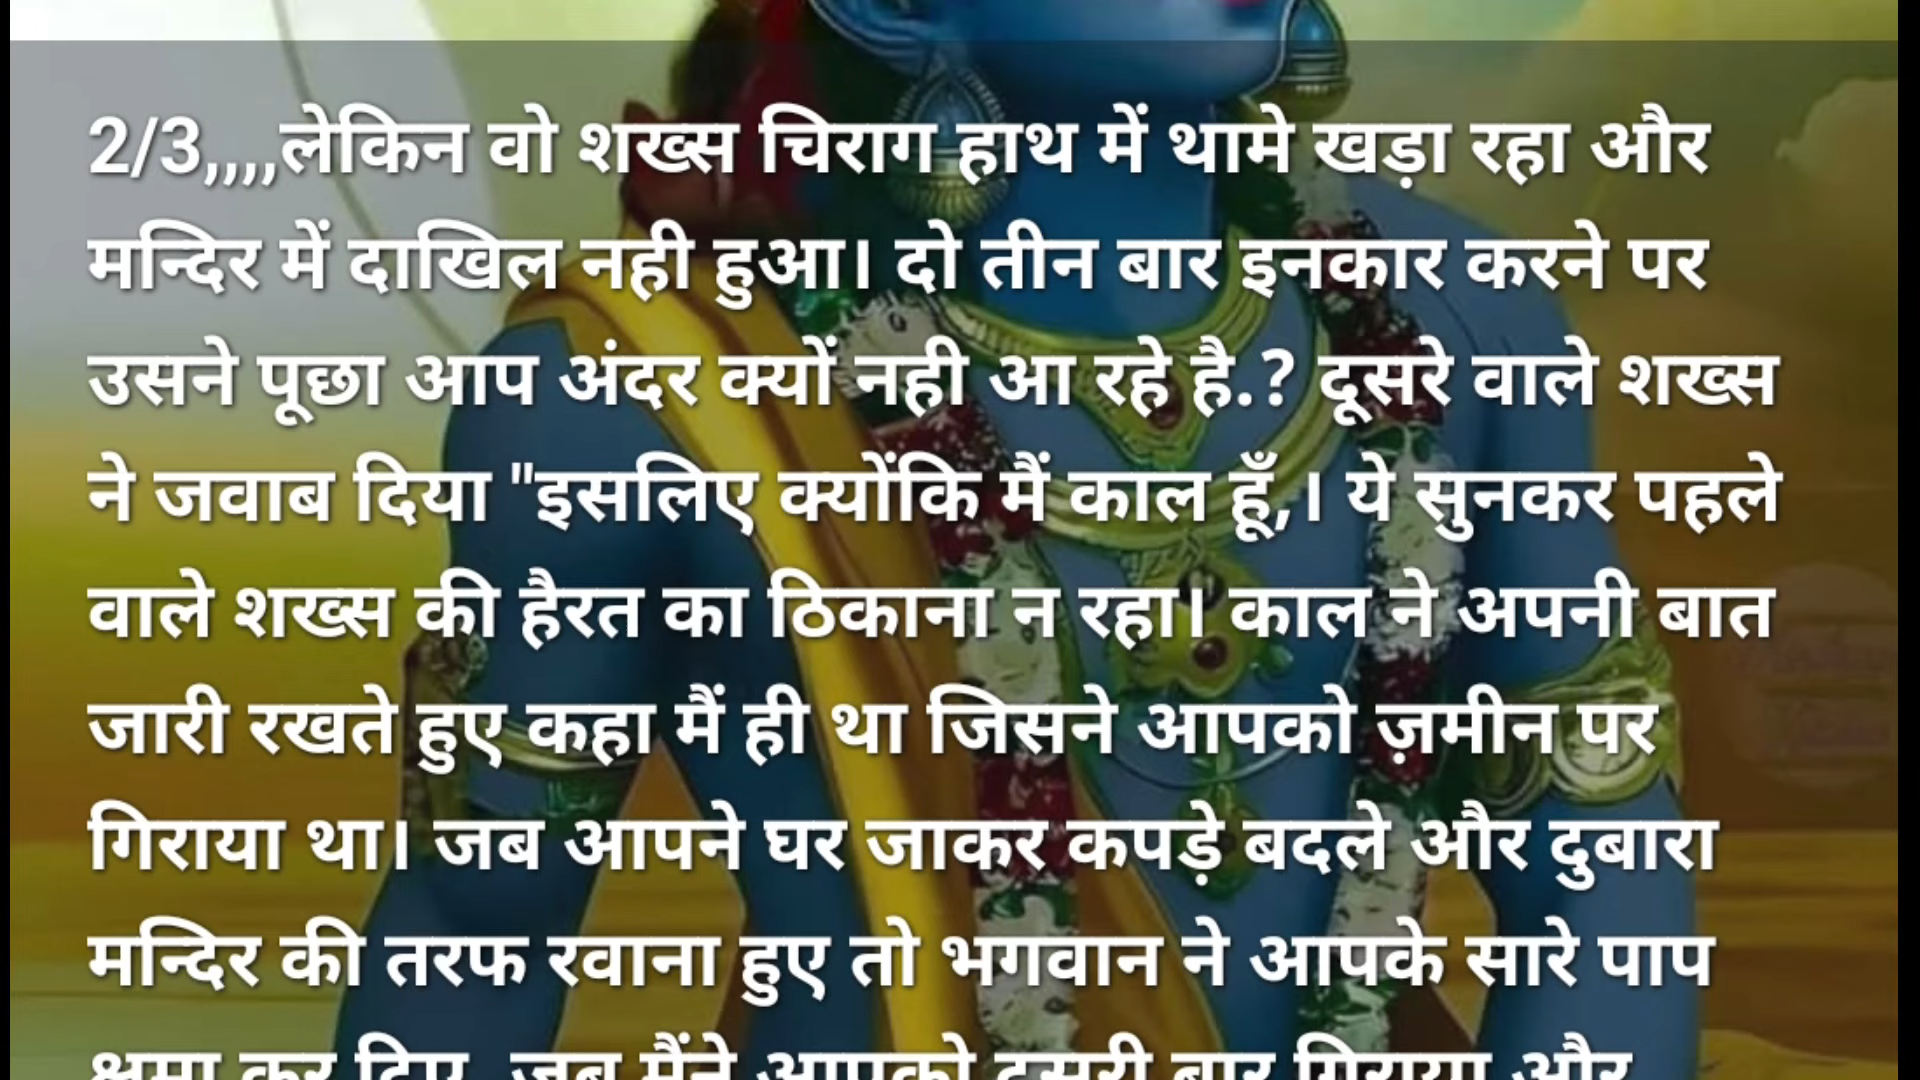 2/3,,,,लेकिन वो शख्स चिराग हाथ में थामे खड़ा रहा और
मन्दिर में दाखिल नही हुआ। दो तीन बार इनकार करने पर
उसने पूछा आप अंदर क्यों नही आ रहे है.? दूसरे वाले शख्स
ने जवाब दिया "इसलिए क्योंकि मैं काल हूँ,। ये सुनकर पहले
वाले शख्स की हैरत का ठिकाना न रहा। काल ने अपनी बात
जारी रखते हुए कहा मैं ही था जिसने आपको ज़मीन पर
गिराया था। जब आपने घर जाकर कपड़े बदले और दुबारा
मन्दिर की तरफ रवाना हुए तो भगवान ने आपके सारे पाप
क्षमा कर दिए, जब मैंने आपको दूसरी बार गिराया और